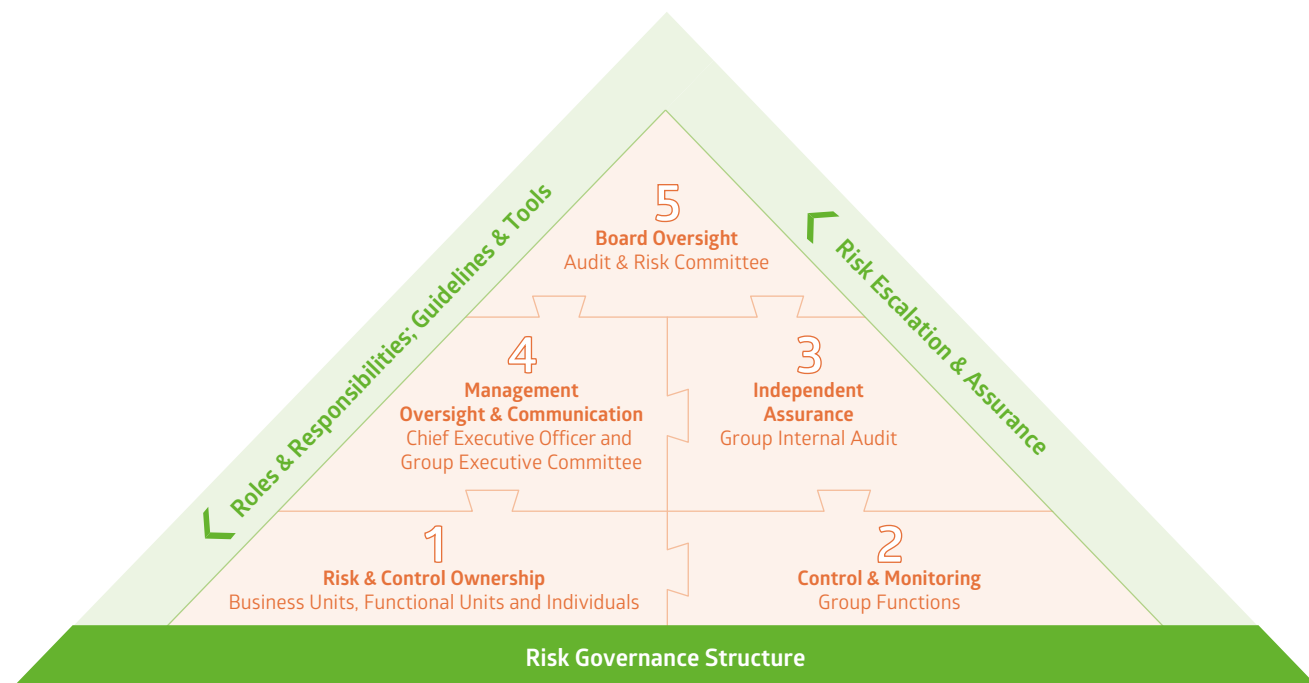 5
Board Oversight
Audit & Risk Committee
Roles & Responsibilities; Guidelines & Tools
Risk Escalation & Assurance
4
Management
Oversight & Communication
Chief Executive Officer and
Group Executive Committee
3
Independent
Assurance
Group Internal Audit
1
Risk & Control Ownership
Business Units, Functional Units and Individuals
2
Control & Monitoring
Group Functions
Risk Governance Structure